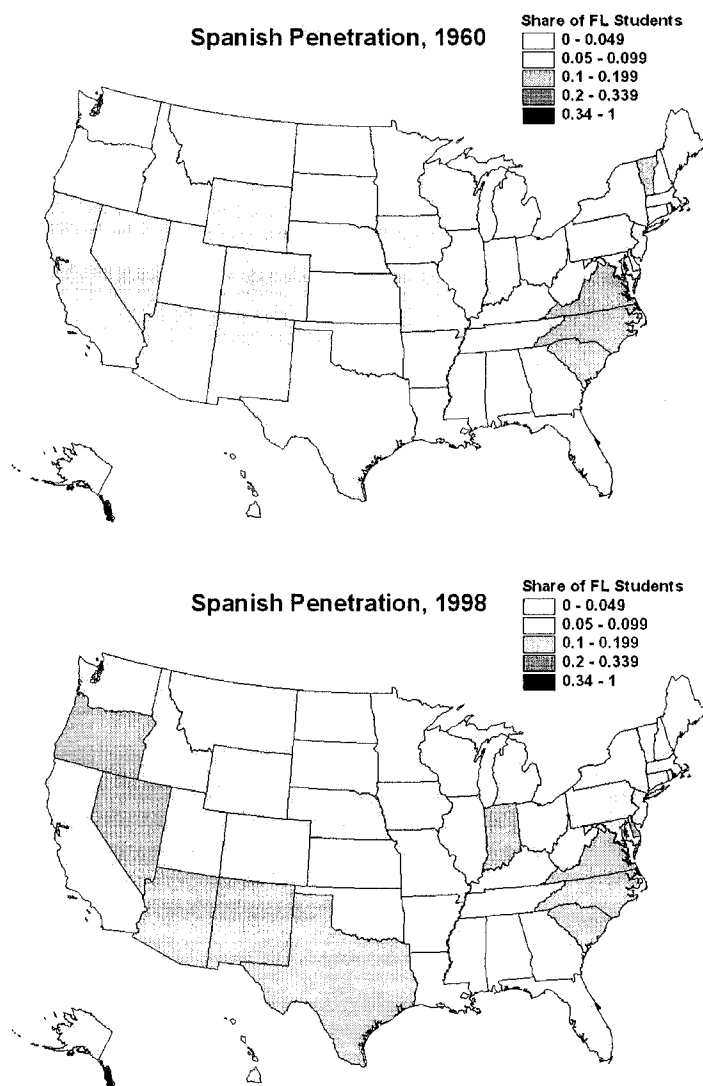 Share of FL Students
Spanish Penetration, 1960
0 - 0.049
0.05 - 0.099
0.1 - 0.199
0.2 - 0.339
0.34 - 1
Share of FL Students
Spanish Penetration, 1998
0 - 0.049
0.05 - 0.099
0.1 - 0.199
0.2 - 0.339
0.34 - 1